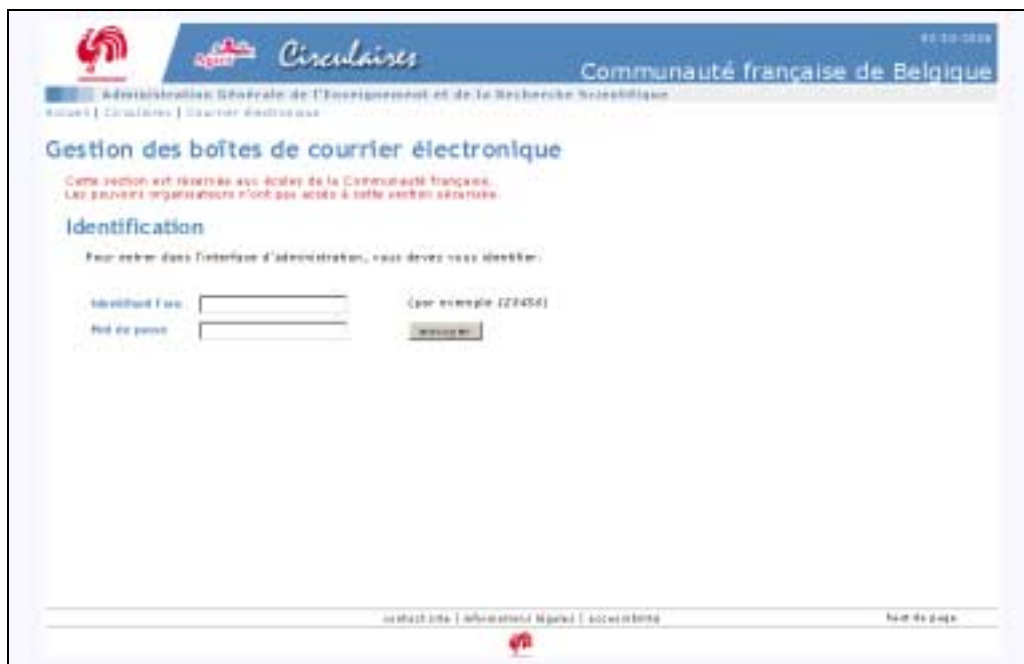 Agers
Circulaires
Communauté française de Belgique
Administration Générale de l'Enseignement et de la Recherche Scientifique
Accueil | Circulaires | Courrier électronique
Gestion des boîtes de courrier électronique
Cette section est réservée aux écoles de la Communauté française.
Les pouvoirs organisateurs n'ont pas accès à cette section sécurisée.
Identification
Pour entrer dans l'interface d'administration, vous devez vous identifier.
Identifiant Fase
(par exemple 123456)
Mot de passe
contact site | informations légales | accessibilité
haut de page